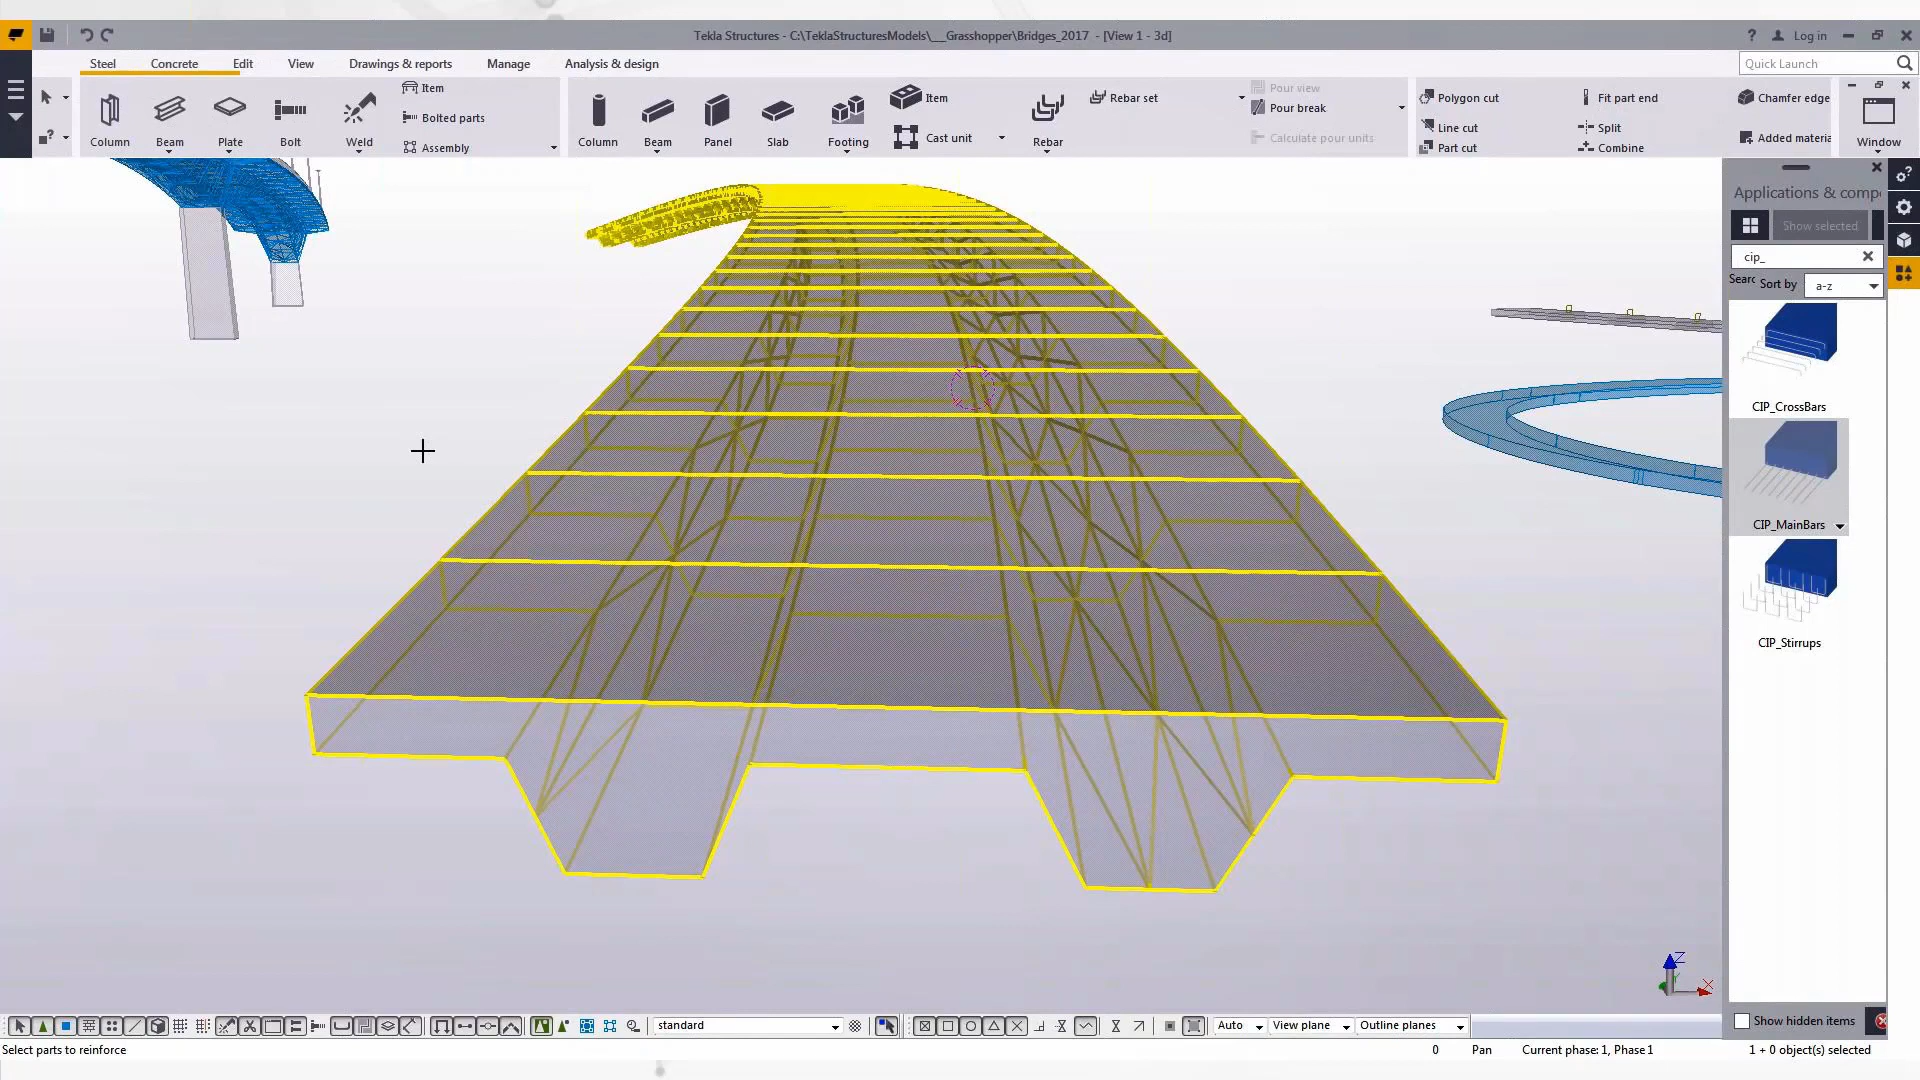 Tekla Structures - C:\TeklaStructuresModels\___Grasshopper\Bridges_2017 - [View 1 - 3d]
? Log in
Steel Concrete Edit View Drawings & reports Manage Analysis & design
Quick Launch
Column Beam Plate Bolt Weld
Item
Bolted parts
Assembly
Column Beam Panel Slab Footing
Item
Cast unit
Rebar
Rebar set
Pour view
Pour break
Calculate pour units
Polygon cut
Line cut
Part cut
Fit part end
Split
Combine
Chamfer edge
Added materia
Window
Applications & compo
Show selected
cip_
Searc Sort by a-z
CIP_CrossBars
CIP_MainBars
CIP_Stirrups
Z
X
Show hidden items
standard
Auto View plane Outline planes
Select parts to reinforce
0 Pan Current phase: 1, Phase 1 1 + 0 object(s) selected